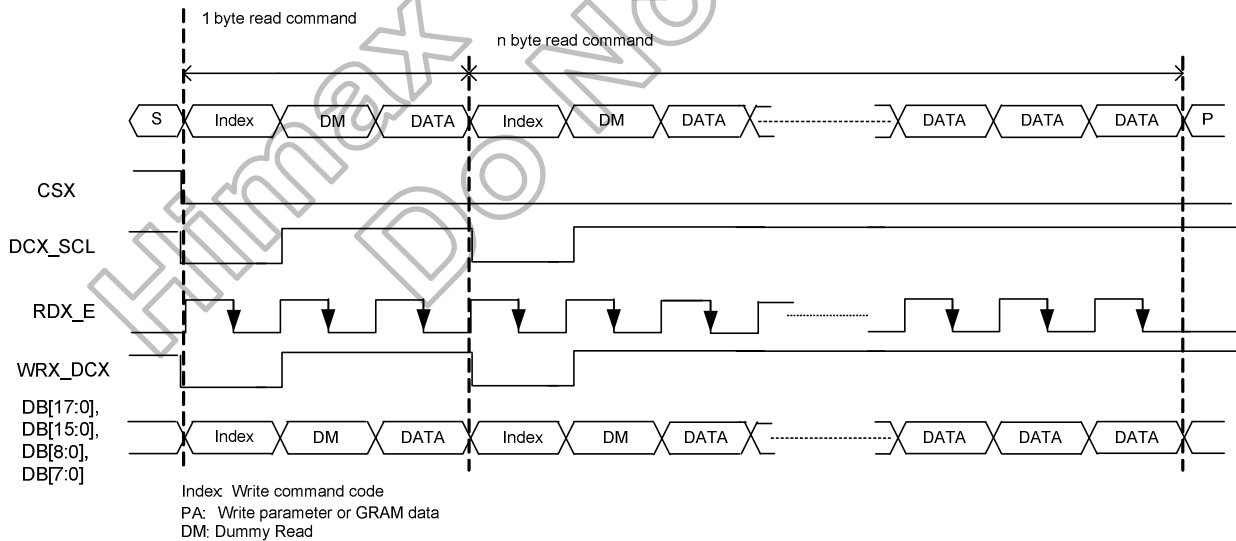 1 byte read command
n byte read command
S Index DM DATA Index DM DATA DATA DATA DATA P
CSX
DCX_SCL
RDX_E
WRX_DCX
DB[17:0],
DB[15:0],
DB[8:0],
DB[7:0]
Index DM DATA Index DM DATA DATA DATA DATA
Index: Write command code
PA: Write parameter or GRAM data
DM: Dummy Read
Himax
Do No